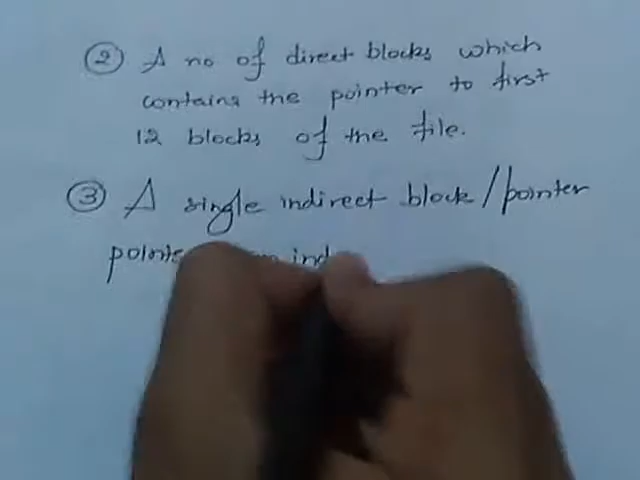 ② A no of direct blocks which
contains the pointer to first
12 blocks of the file.
③ A single indirect block/pointer
points ind